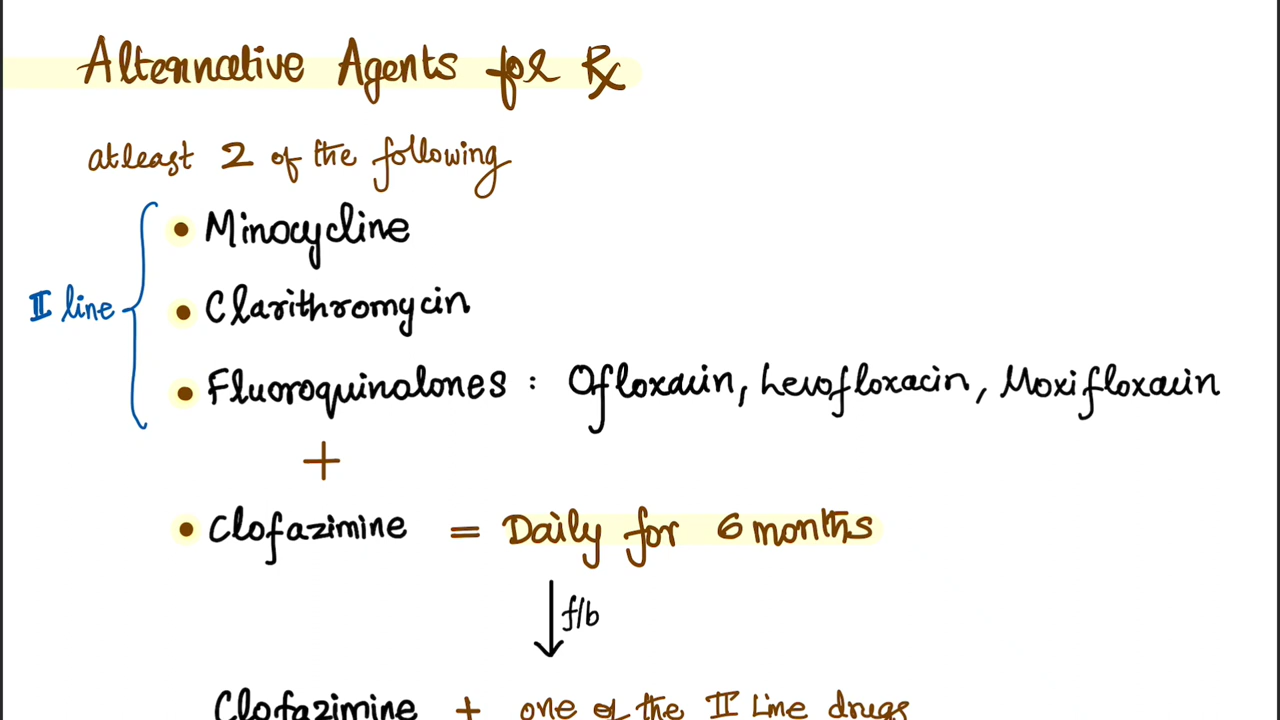 Alternative Agents for Rx
atleast 2 of the following
• Minocycline
II line
• Clarithromycin
• Fluoroquinolones : Ofloxacin, Levofloxacin, Moxifloxacin
+
• Clofazimine = Daily for 6 months
f/b
Clofazimine + one of the II Line drugs